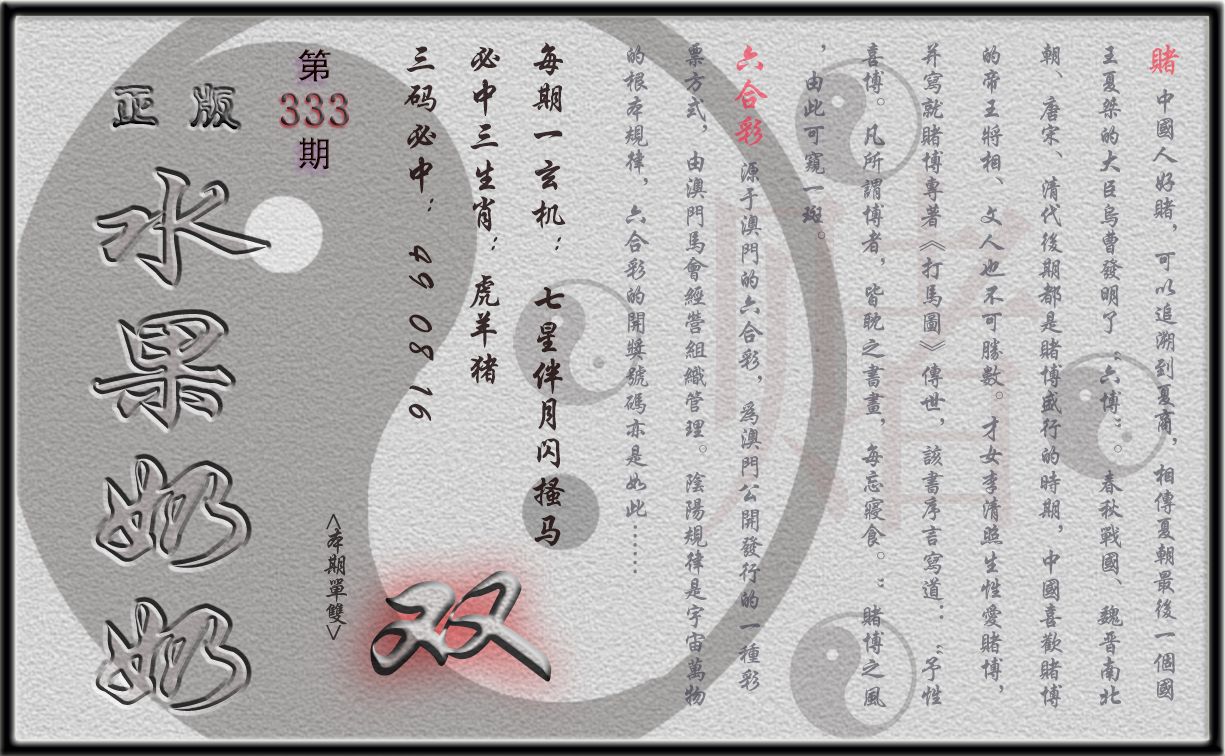 賭 中國人好賭，可以追溯到夏商，相傳夏朝最後一個國
王夏桀的大臣烏曹發明了“六博”。春秋戰國、魏晋南北
朝、唐宋、清代後期都是賭博盛行的時期，中國喜歡賭博
的帝王將相、文人也不可勝數。才女李清照生性愛賭博，
并寫就賭博專著《打馬圖》傳世，該書序言寫道：“予性
喜博。凡所謂博者，皆耽之書畫，每忘寢食。”賭博之風
，由此可窺一斑。
六合彩 源于澳門的六合彩，為澳門公開發行的一種彩
票方式，由澳門馬會經營組織管理。陰陽規律是宇宙萬物
的根本規律，六合彩的開獎號碼亦是如此……
賭
每期一玄机：七星伴月闪搔马
必中三生肖：虎羊猪
三码必中：49 08 16
<本期單雙>
双
第
333
期
正版
水果奶奶